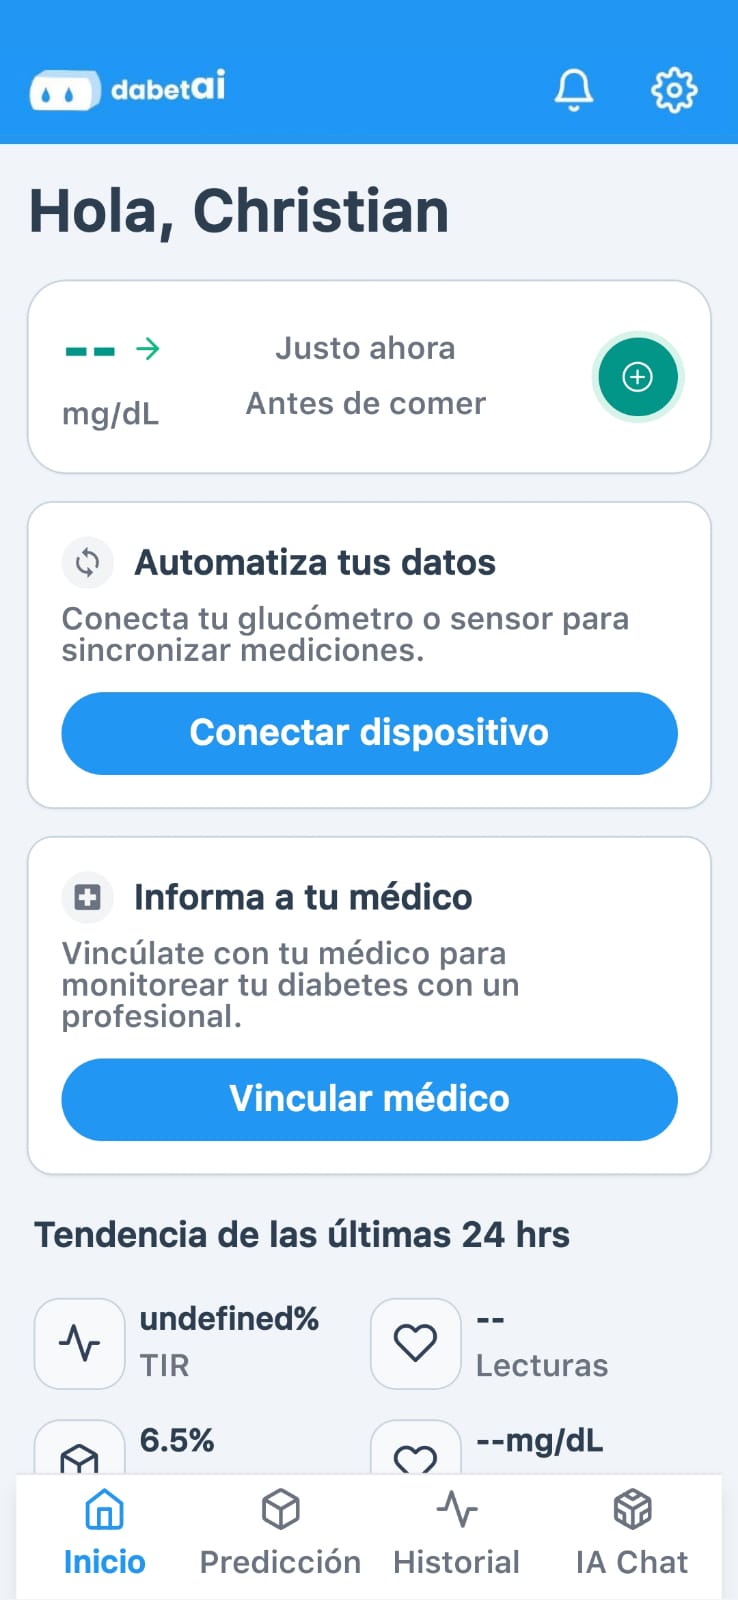 dabetai
Hola, Christian
-- →
mg/dL
Justo ahora
Antes de comer
Automatiza tus datos
Conecta tu glucómetro o sensor para
sincronizar mediciones.
Conectar dispositivo
Informa a tu médico
Vincúlate con tu médico para
monitorear tu diabetes con un
profesional.
Vincular médico
Tendencia de las últimas 24 hrs
undefined%
TIR
--
Lecturas
6.5%
--mg/dL
Inicio
Predicción
Historial
IA Chat